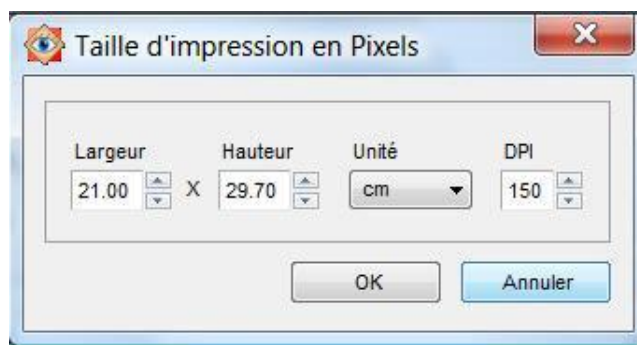 Taille d'impression en Pixels
Largeur Hauteur Unité DPI
21.00 X 29.70 cm 150
OK Annuler